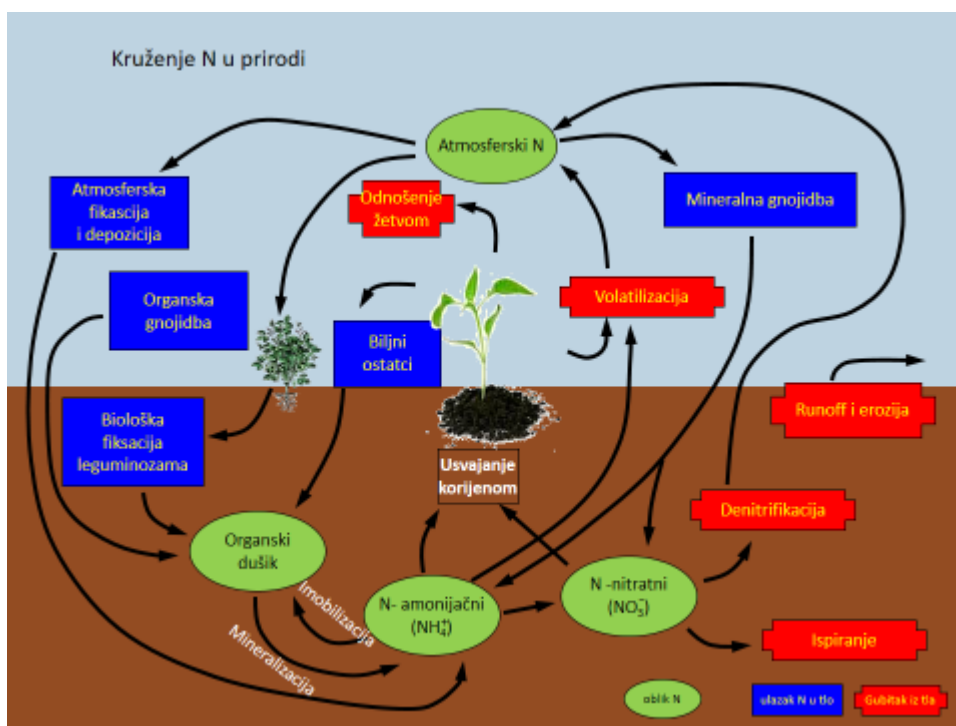 Kruženje N u prirodi
Atmosferski N
Atmosferska
fikascija
i depozicija
Odnošenje
žetvom
Mineralna gnojidba
Organska
gnojidba
Biljni
ostatci
Volatilizacija
Runoff i erozija
Biološka
fiksacija
leguminozama
Usvajanje
korijenom
Denitrifikacija
Organski
dušik
Imobilizacija
Mineralizacija
N- amonijačni
(NH₄⁺)
N -nitratni
(NO₃⁻)
Ispiranje
oblik N
ulazak N u tlo
Gubitak iz tla